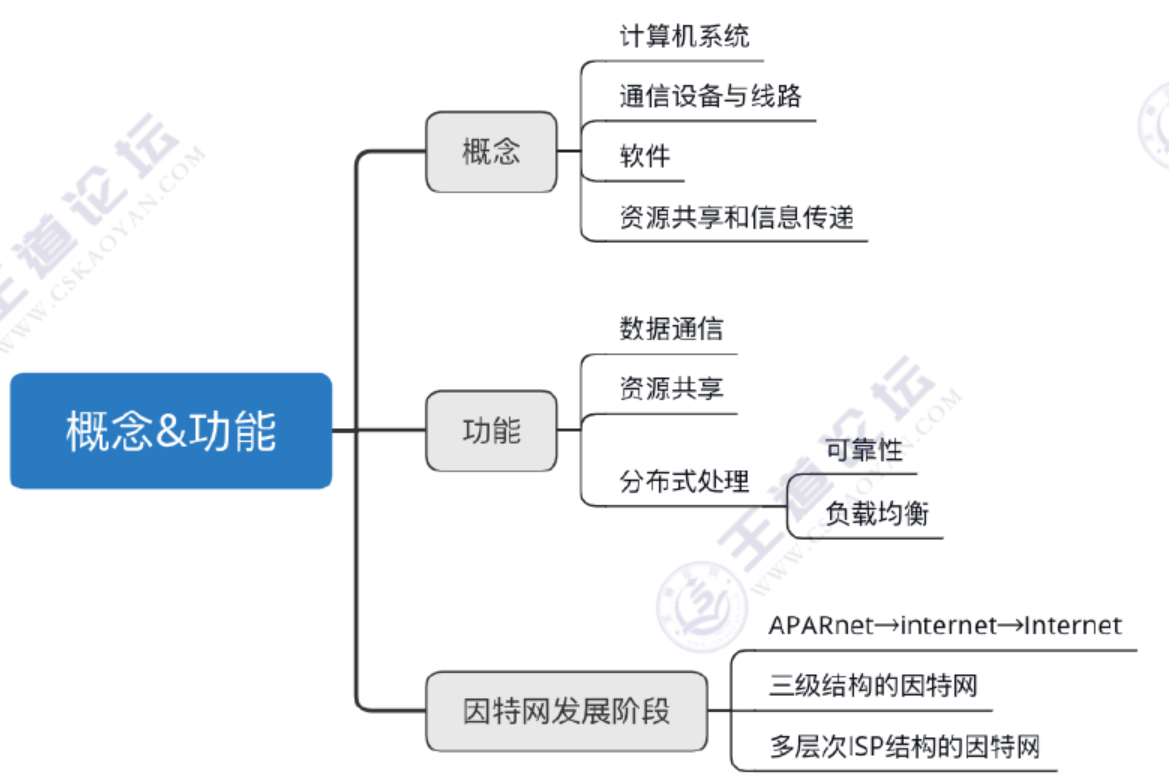 计算机系统
通信设备与线路
概念
软件
资源共享和信息传递
数据通信
资源共享
概念&功能
功能
可靠性
分布式处理
负载均衡
APARnet→internet→Internet
三级结构的因特网
因特网发展阶段
多层次ISP结构的因特网
王道论坛
WWW.CSKAOYAN.COM
王道论坛
WWW.CSKAOYAN.COM